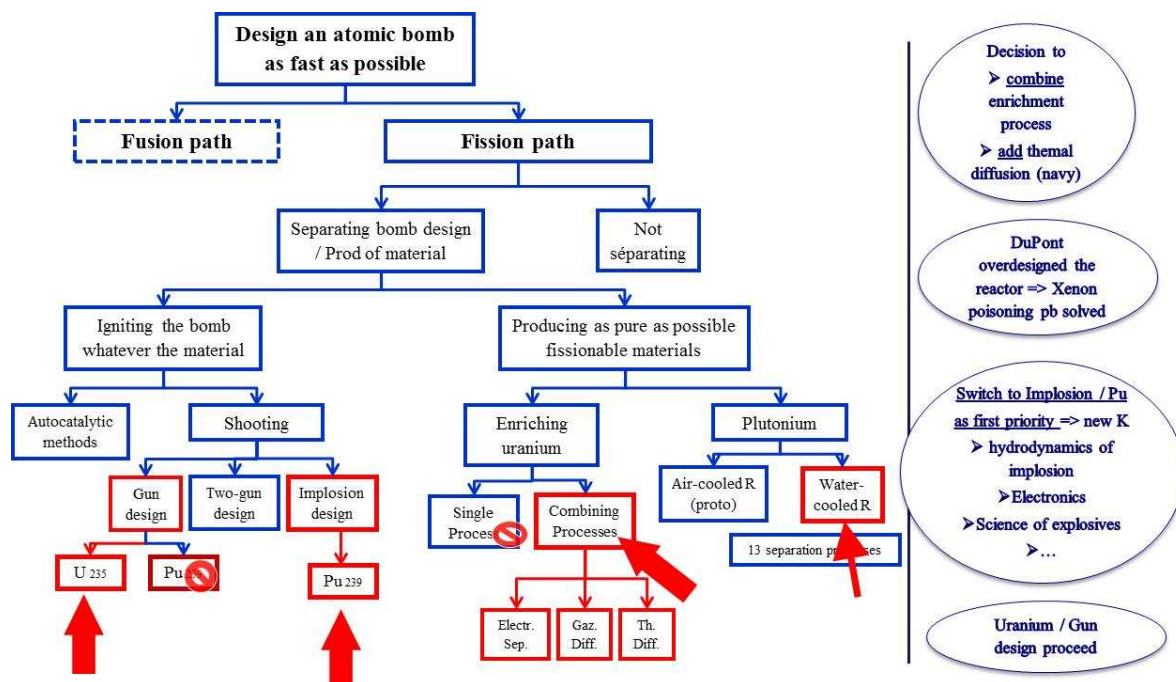 Design an atomic bomb
as fast as possible
Fusion path
Fission path
Separating bomb design
/ Prod of material
Not
séparating
Igniting the bomb
whatever the material
Producing as pure as possible
fissionable materials
Autocatalytic
methods
Shooting
Enriching
uranium
Plutonium
Gun
design
Two-gun
design
Implosion
design
Single
Process
Combining
Processes
Air-cooled R
(proto)
Water-
cooled R
13 separation
U 235
Pu
Pu 239
Electr.
Sep.
Gaz.
Diff.
Th.
Diff.
Decision to
➢ combine
enrichment
process
➢ add themal
diffusion (navy)
DuPont
overdesigned the
reactor => Xenon
poisoning pb solved
Switch to Implosion / Pu
as first priority => new K
➢ hydrodynamics of
implosion
➢Electronics
➢Science of explosives
➢…
Uranium / Gun
design proceed